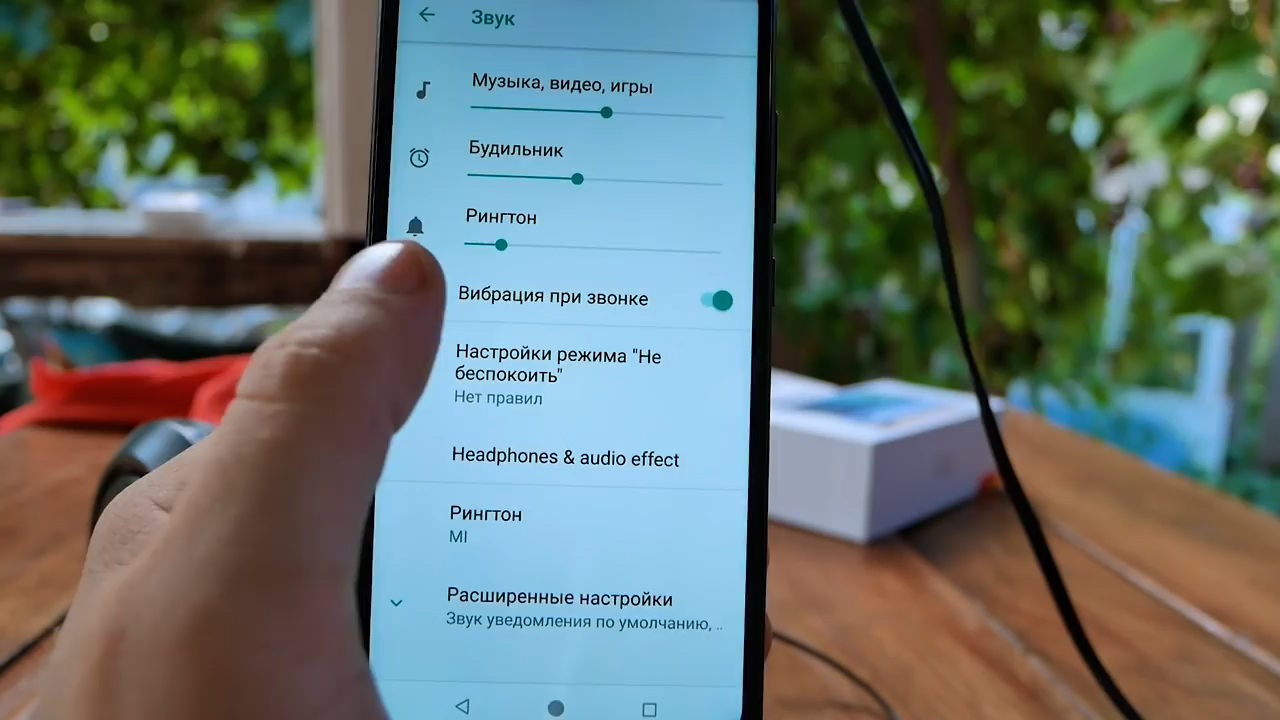 Звук
Музыка, видео, игры
Будильник
Рингтон
Вибрация при звонке
Настройки режима "Не
беспокоить"
Нет правил
Headphones & audio effect
Рингтон
MI
Расширенные настройки
Звук уведомления по умолчанию, ..